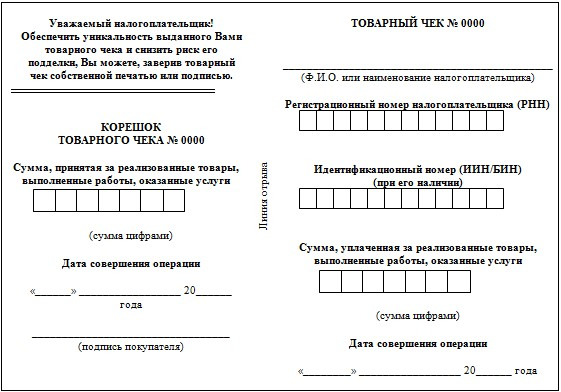 Уважаемый налогоплательщик!
Обеспечить уникальность выданного Вами
товарного чека и снизить риск его
подделки, Вы можете, заверив товарный
чек собственной печатью или подписью.
КОРЕШОК
ТОВАРНОГО ЧЕКА № 0000
Сумма, принятая за реализованные товары,
выполненные работы, оказанные услуги
(сумма цифрами)
Дата совершения операции
«______» _________________ 20______
года
_________________________________
(подпись покупателя)
Линия отрыва
ТОВАРНЫЙ ЧЕК № 0000
_______________________________________
(Ф.И.О. или наименование налогоплательщика)
Регистрационный номер налогоплательщика (РНН)
Идентификационный номер (ИИН/БИН)
(при его наличии)
Сумма, уплаченная за реализованные товары,
выполненные работы, оказанные услуги
(сумма цифрами)
Дата совершения операции
«________» _________________ 20______ года